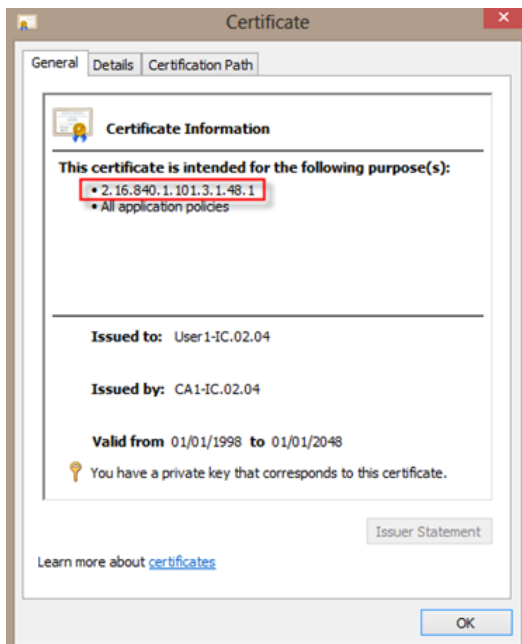 Certificate
General Details Certification Path
Certificate Information
This certificate is intended for the following purpose(s):
• 2.16.840.1.101.3.1.48.1
• All application policies
Issued to: User1-IC.02.04
Issued by: CA1-IC.02.04
Valid from 01/01/1998 to 01/01/2048
You have a private key that corresponds to this certificate.
Issuer Statement
Learn more about certificates
OK